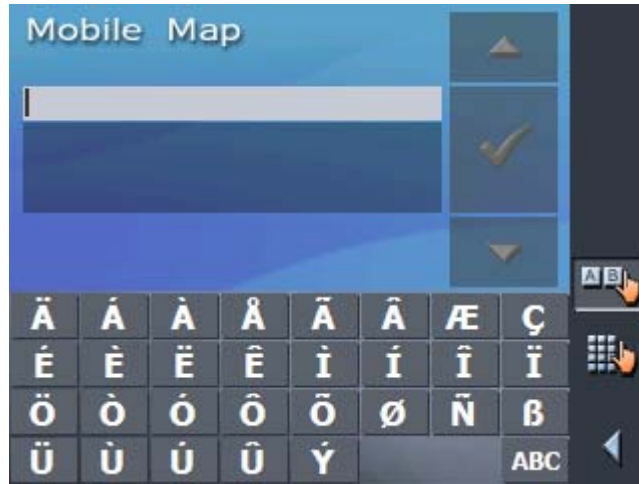 Mobile Map
A B
Ä Á À Å Ã Â Æ Ç
É È Ë Ê Ì Í Î Ï
Ö Ò Ó Ô Õ Ø Ñ ß
Ü Ù Ú Û Ý ABC